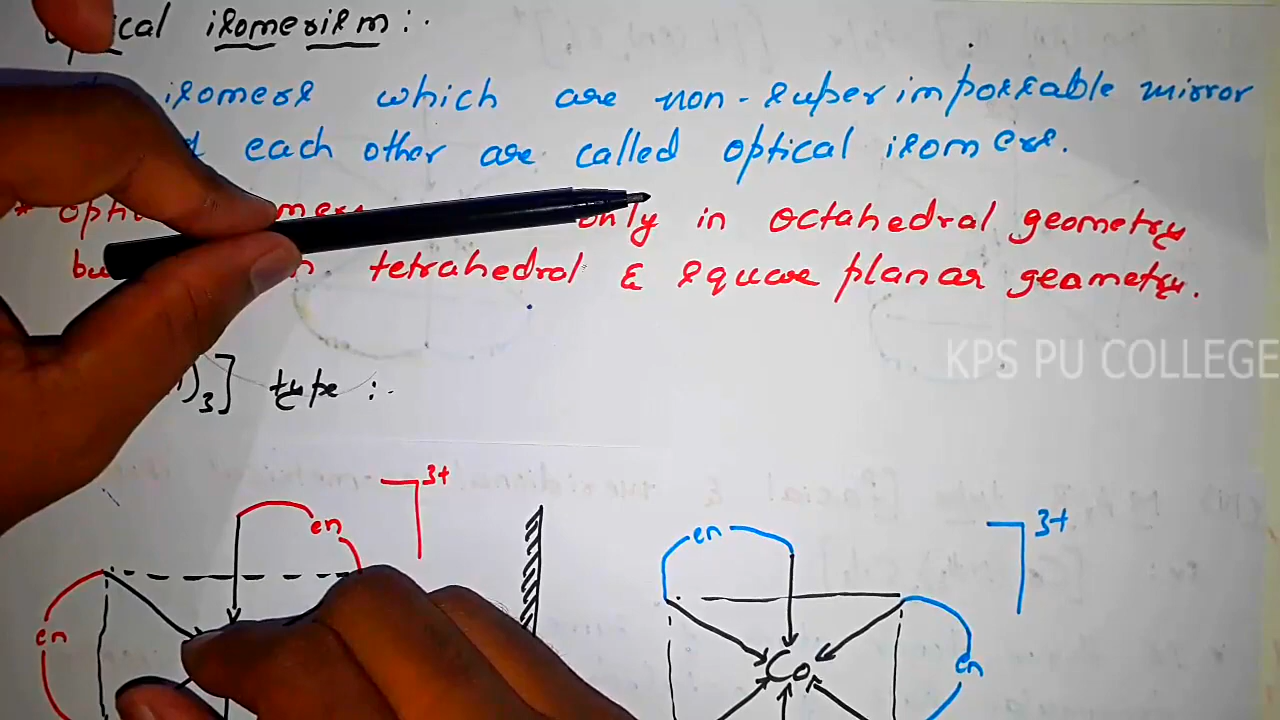 isomerism :-
isomers which are non-superimposable mirror
each other are called optical isomers.
only in octahedral geometry
tetrahedral & square planar geometry.
KPS PU COLLEGE
)3] type :-
3+
en
3+
en
en
en
Co